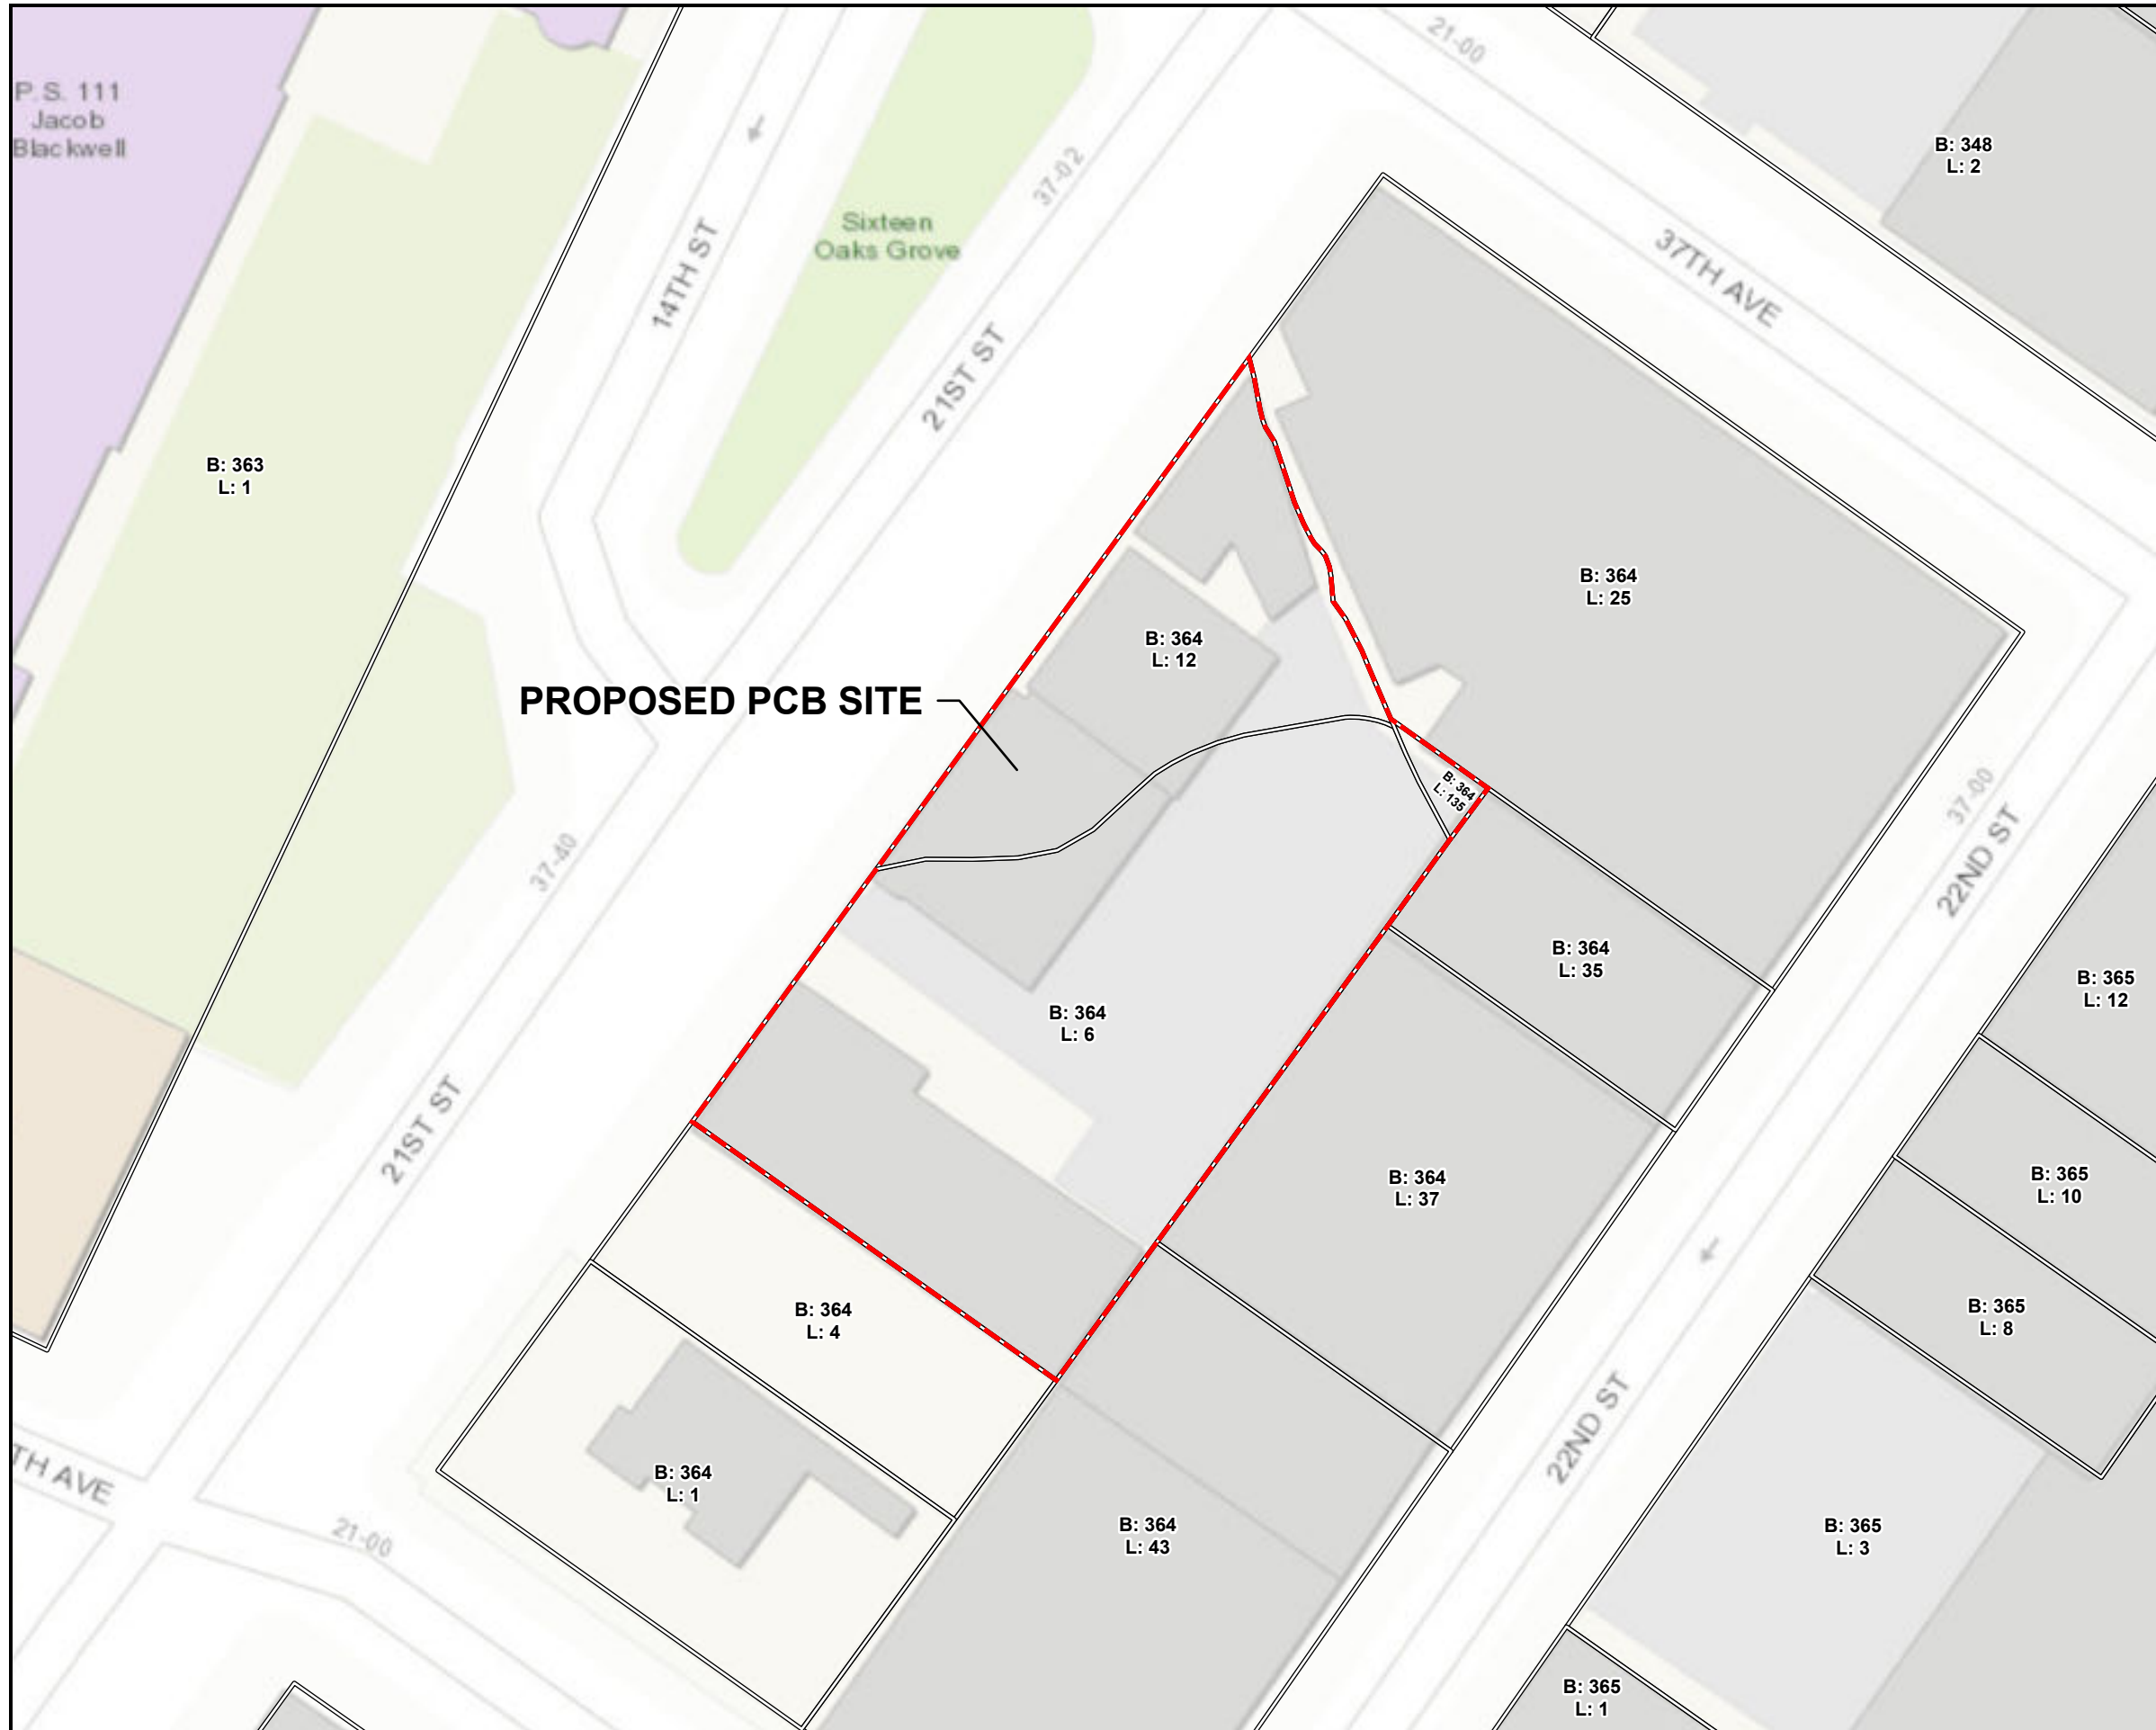 21-00
P.S. 111
Jacob
Blackwell
B: 348
L: 2
37-02
Sixteen
Oaks Grove
14TH ST
37TH AVE
21ST ST
B: 363
L: 1
B: 364
L: 25
B: 364
L: 12
PROPOSED PCB SITE
B: 364
L: 135
37-00
22ND ST
37-40
B: 364
L: 35
B: 365
L: 12
B: 364
L: 6
21ST ST
B: 364
L: 37
B: 365
L: 10
B: 364
L: 4
B: 365
L: 8
22ND ST
TH AVE
B: 364
L: 1
21-00
B: 364
L: 43
B: 365
L: 3
B: 365
L: 1